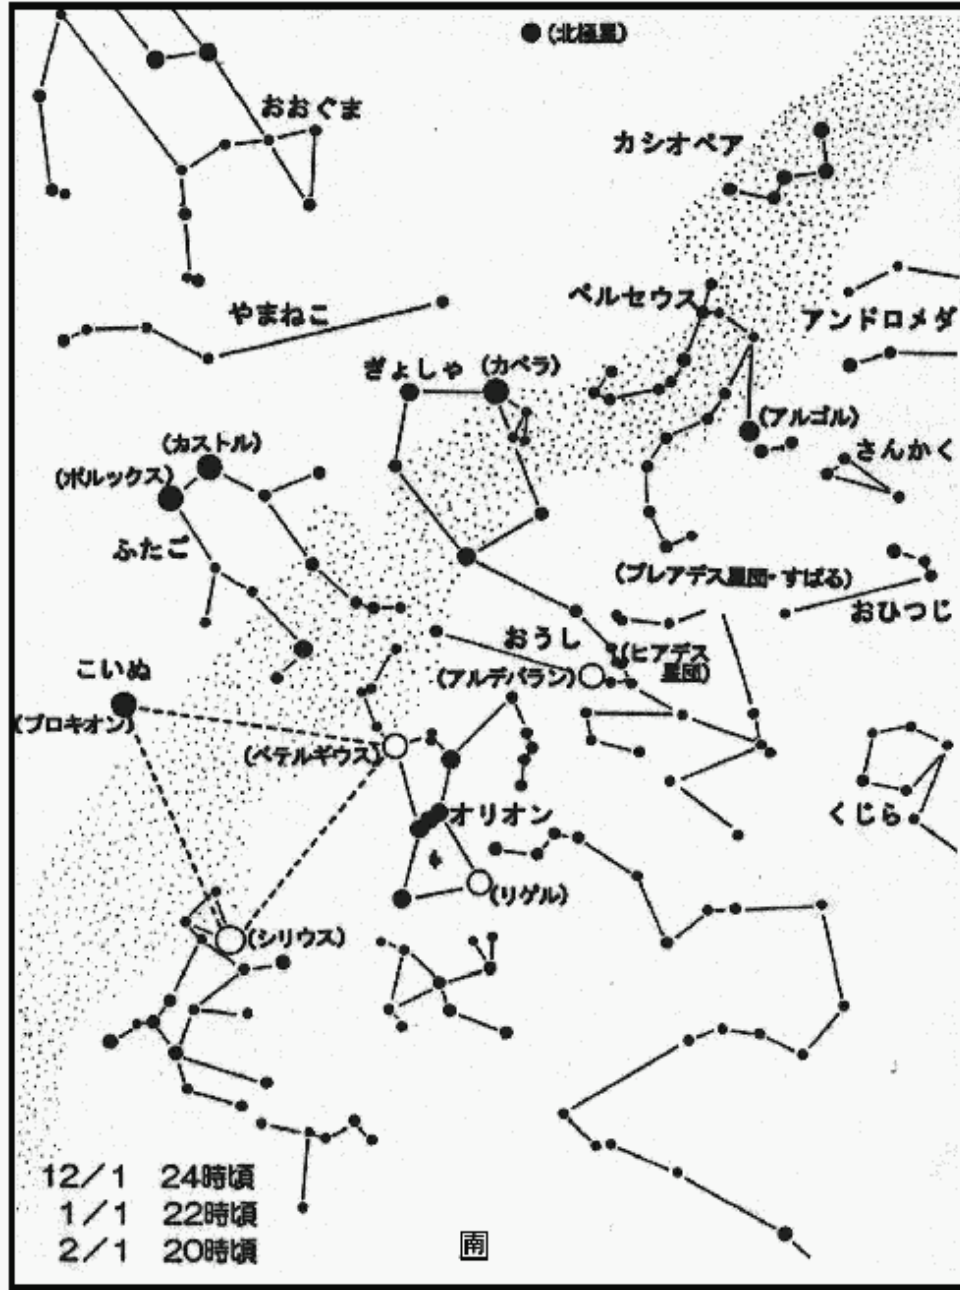 (北極星)
おおぐま
カシオペア
ペルセウス
やまねこ
アンドロメダ
ぎょしゃ
(カペラ)
(アルゴル)
(カストル)
さんかく
(ポルックス)
ふたご
(プレアデス星団・すばる)
おひつじ
おうし
(ヒアデス
星団)
こいぬ
(アルデバラン)
(プロキオン)
(ベテルギウス)
オリオン
くじら
(リゲル)
(シリウス)
12/1 24時頃
1/1 22時頃
2/1 20時頃
南